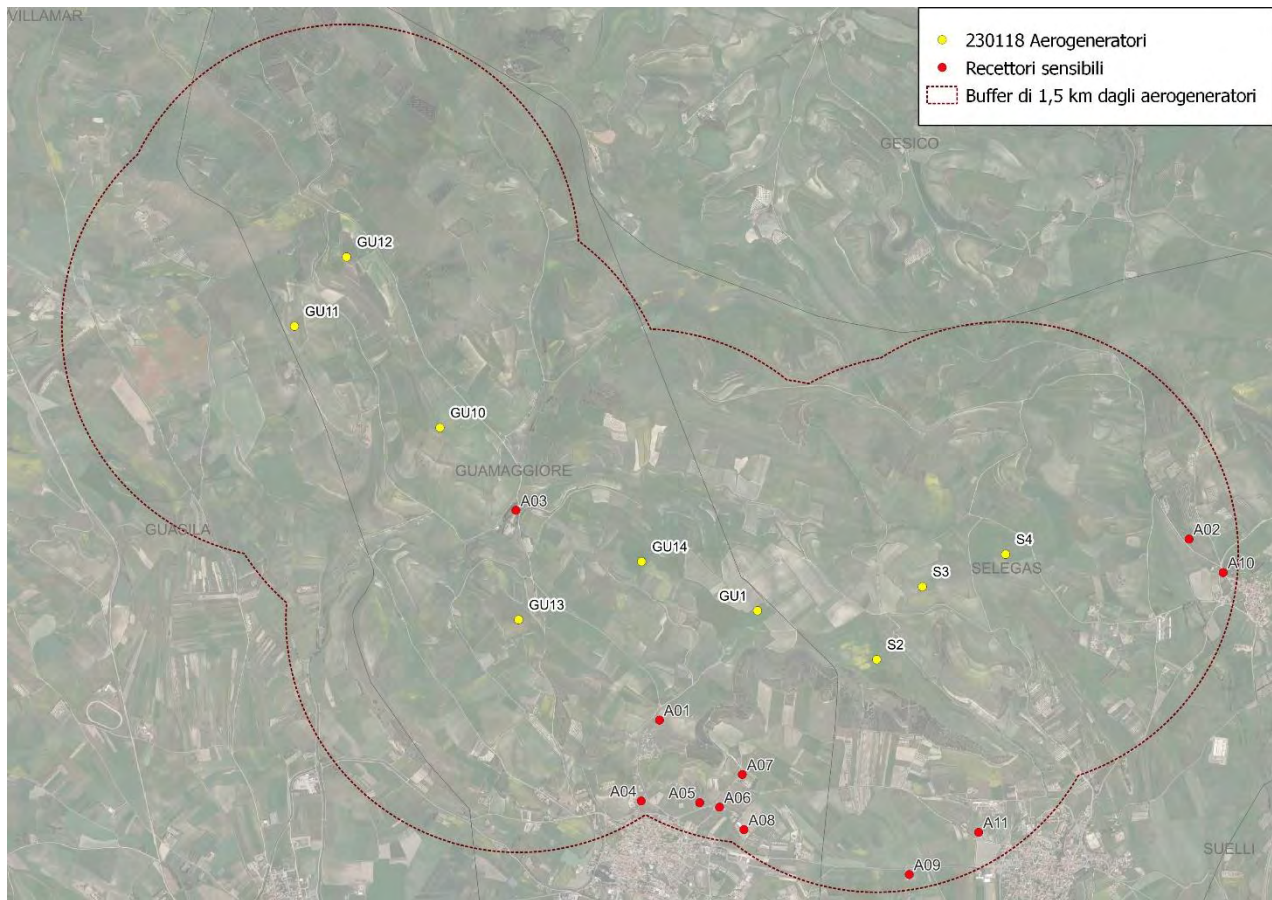 VILLAMAR
230118 Aerogeneratori
Recettori sensibili
Buffer di 1,5 km dagli aerogeneratori
GESICO
GU12
GU11
GU10
GUAMAGGIORE
A03
GUASILA
A02
S4
GU14
SELEGAS
A10
S3
GU1
GU13
S2
A01
A07
A04
A05
A06
A08
A11
SUELLI
A09